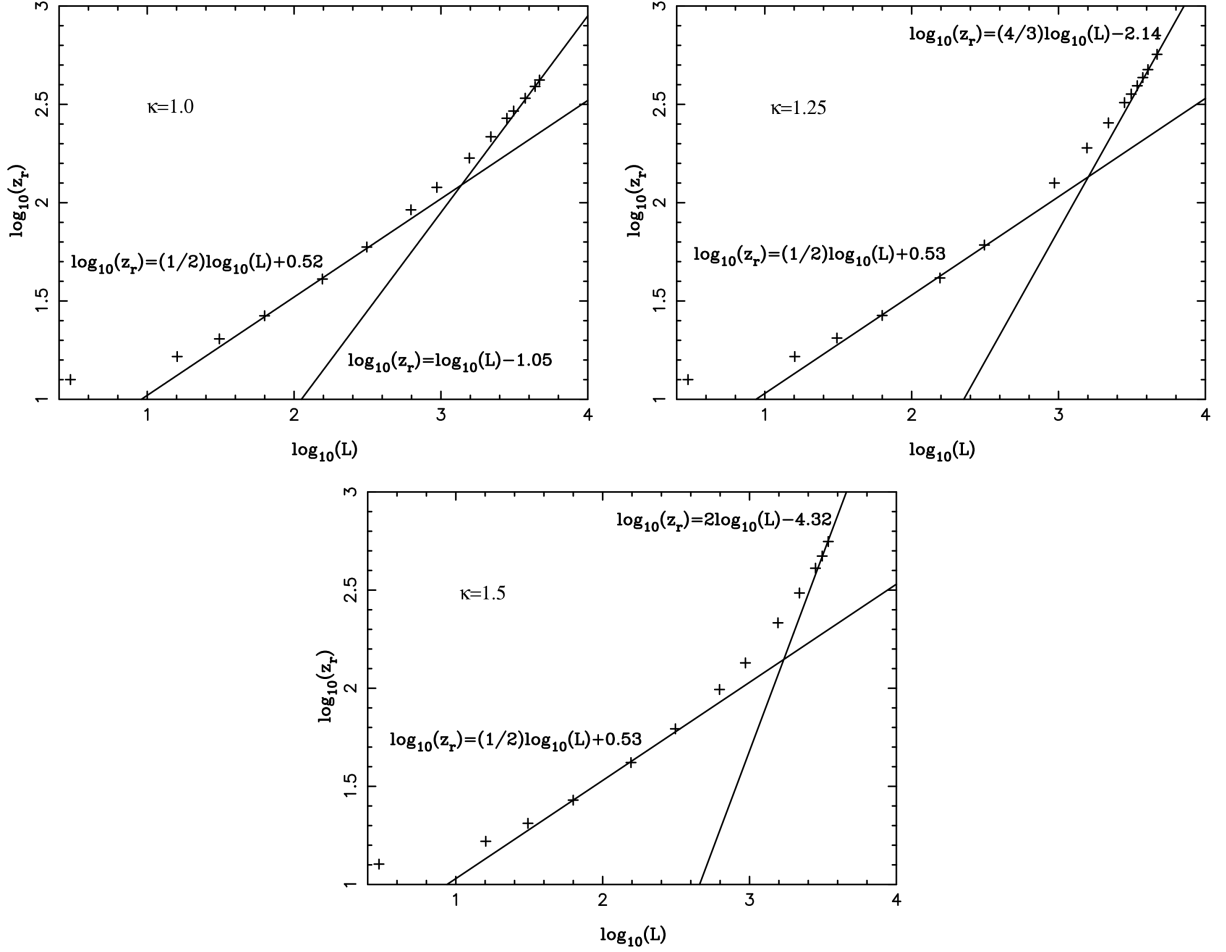 3
2.5
2
1.5
1
log₁₀(zᵣ)
κ=1.0
log₁₀(zᵣ)=(1/2)log₁₀(L)+0.52
log₁₀(zᵣ)=log₁₀(L)−1.05
1 2 3 4
log₁₀(L)
3
2.5
2
1.5
1
log₁₀(zᵣ)
log₁₀(zᵣ)=(4/3)log₁₀(L)−2.14
κ=1.25
log₁₀(zᵣ)=(1/2)log₁₀(L)+0.53
1 2 3 4
log₁₀(L)
3
2.5
2
1.5
1
log₁₀(zᵣ)
log₁₀(zᵣ)=2log₁₀(L)−4.32
κ=1.5
log₁₀(zᵣ)=(1/2)log₁₀(L)+0.53
1 2 3 4
log₁₀(L)